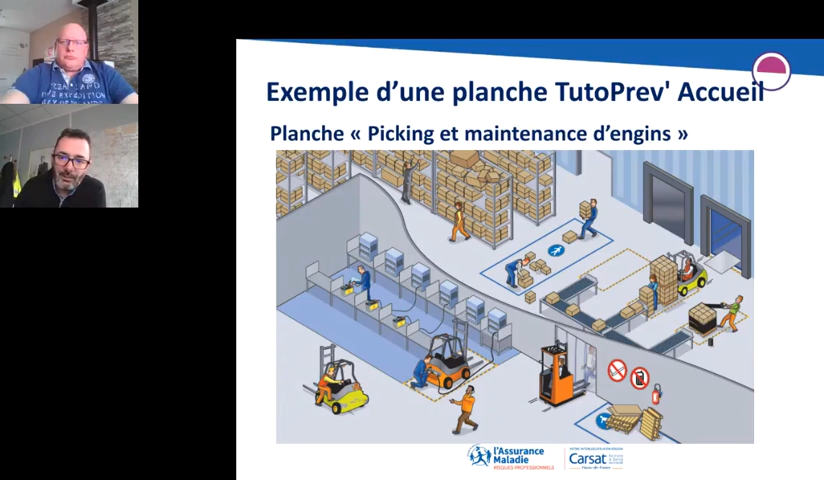 Exemple d'une planche TutoPrev' Accueil
Planche « Picking et maintenance d'engins »
l'Assurance
Maladie
RISQUES PROFESSIONNELS
Carsat